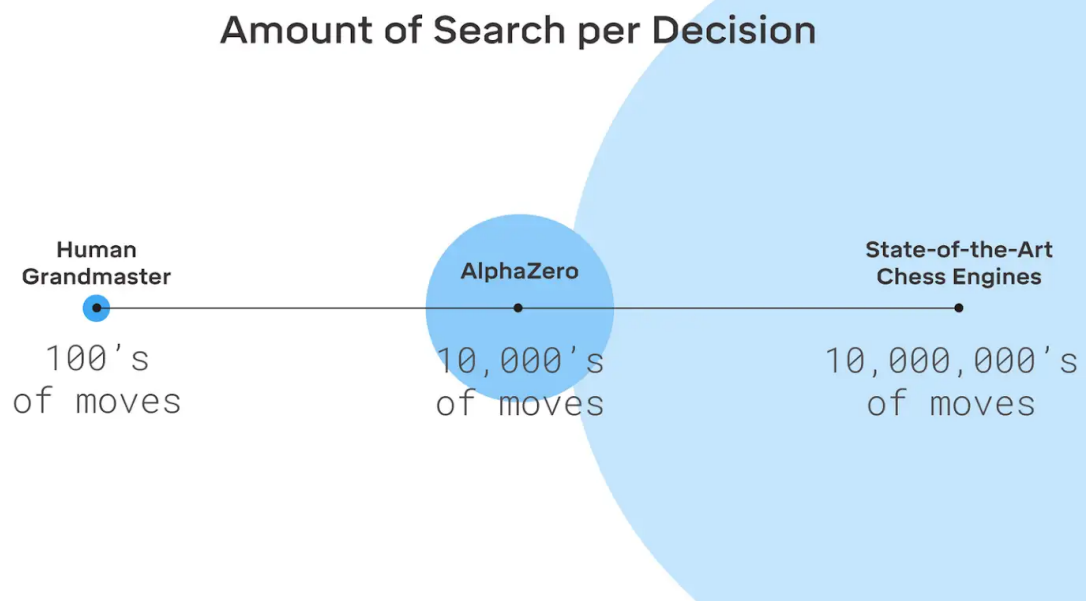 Amount of Search per Decision
Human
Grandmaster
100's
of moves
AlphaZero
10,000's
of moves
State-of-the-Art
Chess Engines
10,000,000's
of moves